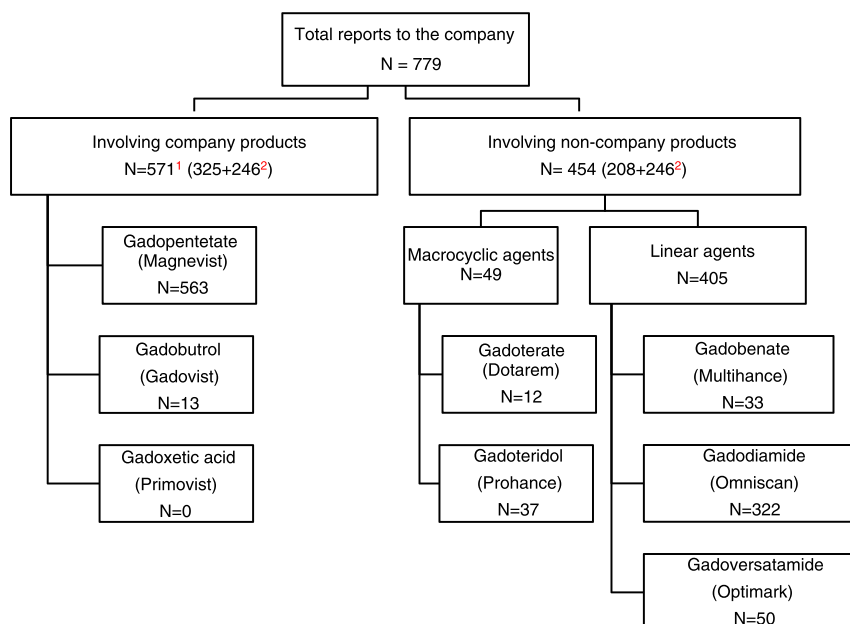 Total reports to the company
N = 779
Involving company products
N=571¹ (325+246²)
Involving non-company products
N= 454 (208+246²)
Gadopentetate
(Magnevist)
N=563
Gadobutrol
(Gadovist)
N=13
Gadoxetic acid
(Primovist)
N=0
Macrocyclic agents
N=49
Gadoterate
(Dotarem)
N=12
Gadoteridol
(Prohance)
N=37
Linear agents
N=405
Gadobenate
(Multihance)
N=33
Gadodiamide
(Omniscan)
N=322
Gadoversatamide
(Optimark)
N=50